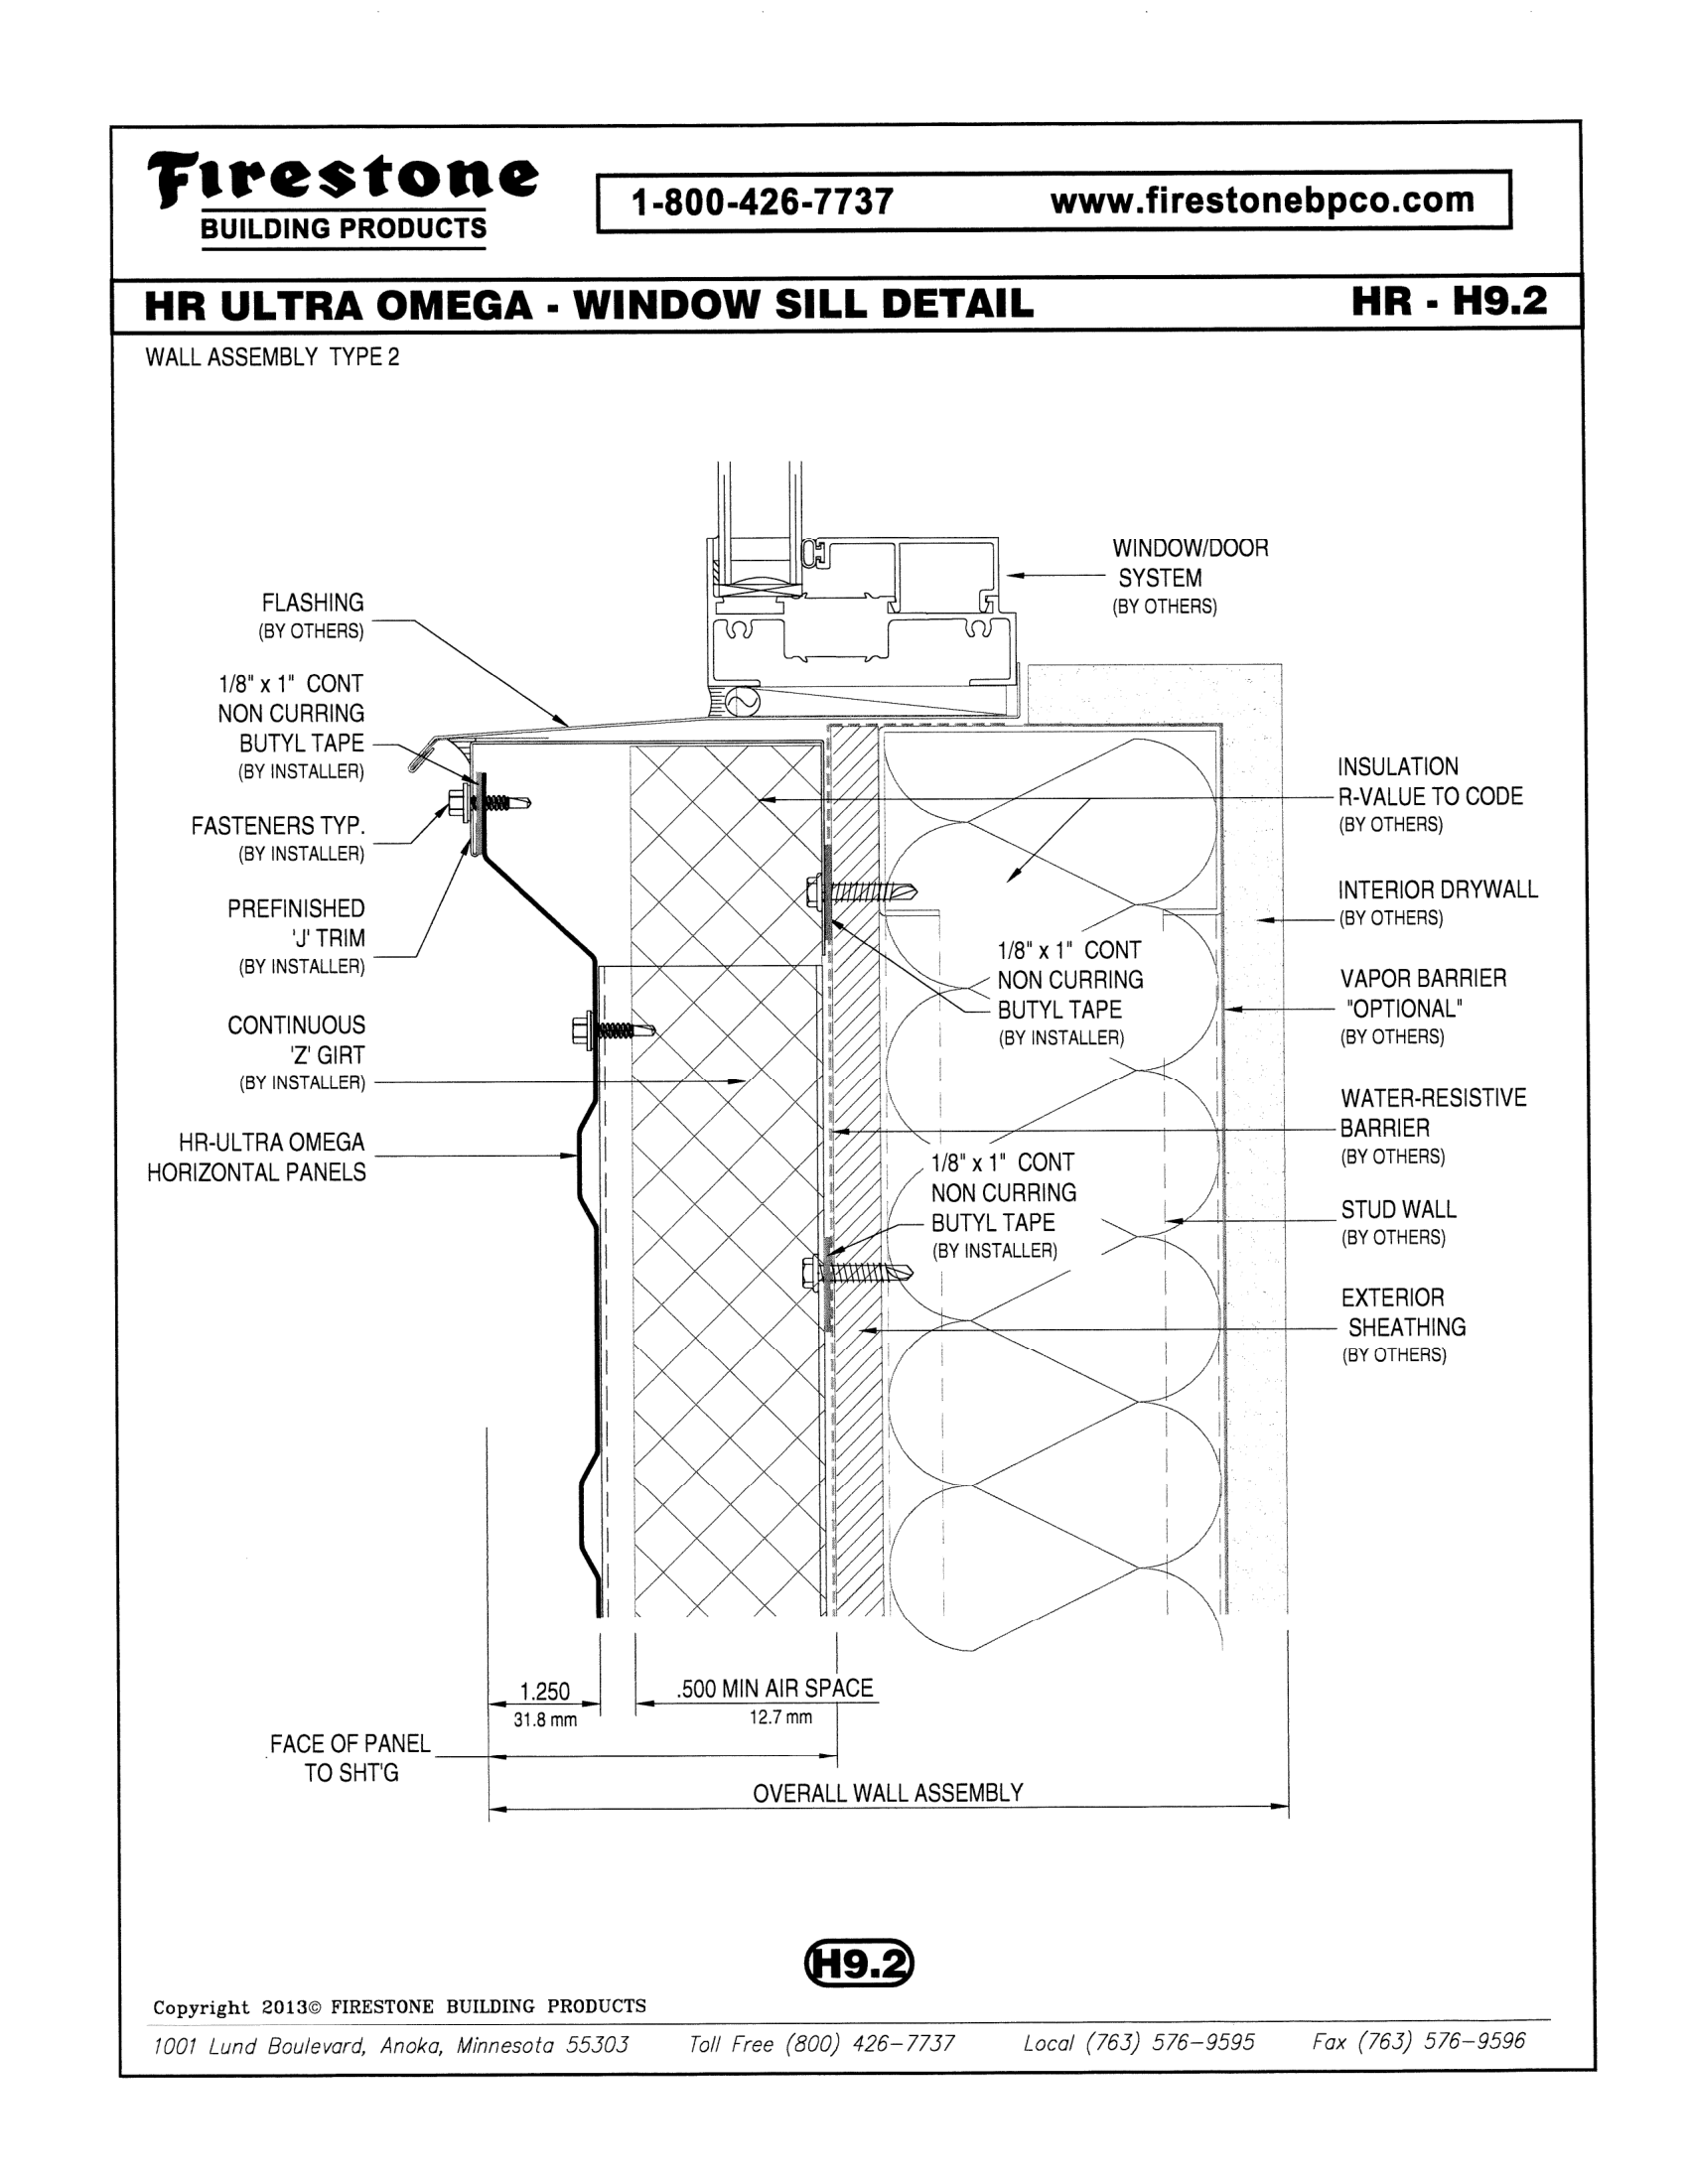 Firestone
BUILDING PRODUCTS
1-800-426-7737 www.firestonebpco.com
HR ULTRA OMEGA - WINDOW SILL DETAIL HR - H9.2
WALL ASSEMBLY TYPE 2
WINDOW/DOOR
SYSTEM
(BY OTHERS)
FLASHING
(BY OTHERS)
1/8" x 1" CONT
NON CURRING
BUTYL TAPE
(BY INSTALLER)
FASTENERS TYP.
(BY INSTALLER)
PREFINISHED
'J' TRIM
(BY INSTALLER)
CONTINUOUS
'Z' GIRT
(BY INSTALLER)
HR-ULTRA OMEGA
HORIZONTAL PANELS
1/8" x 1" CONT
NON CURRING
BUTYL TAPE
(BY INSTALLER)
1/8" x 1" CONT
NON CURRING
BUTYL TAPE
(BY INSTALLER)
INSULATION
R-VALUE TO CODE
(BY OTHERS)
INTERIOR DRYWALL
(BY OTHERS)
VAPOR BARRIER
"OPTIONAL"
(BY OTHERS)
WATER-RESISTIVE
BARRIER
(BY OTHERS)
STUD WALL
(BY OTHERS)
EXTERIOR
SHEATHING
(BY OTHERS)
1.250
31.8 mm
.500 MIN AIR SPACE
12.7 mm
FACE OF PANEL
TO SHT'G
OVERALL WALL ASSEMBLY
H9.2
Copyright 2013© FIRESTONE BUILDING PRODUCTS
1001 Lund Boulevard, Anoka, Minnesota 55303 Toll Free (800) 426-7737 Local (763) 576-9595 Fax (763) 576-9596